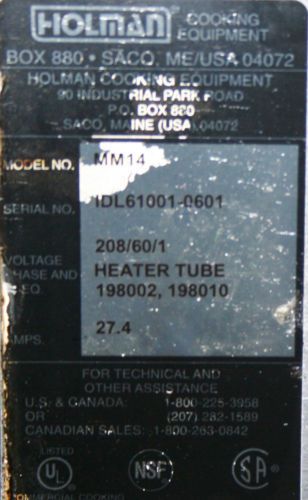 HOLMAN COOKING EQUIPMENT
BOX 880 • SACO, ME/USA 04072
HOLMAN COOKING EQUIPMENT
90 INDUSTRIAL PARK ROAD
P.O. BOX 880
SACO, MAINE (USA) 04072
MODEL NO. MM14
SERIAL NO. IDL61001-0601
VOLTAGE 208/60/1
PHASE AND HEATER TUBE
FREQ. 198002, 198010
AMPS. 27.4
FOR TECHNICAL AND
OTHER ASSISTANCE
U.S. & CANADA: 1-800-225-3958
OR (207) 282-1589
CANADIAN SALES: 1-800-263-0842
LISTED
UL NSF SA
COMMERCIAL COOKING